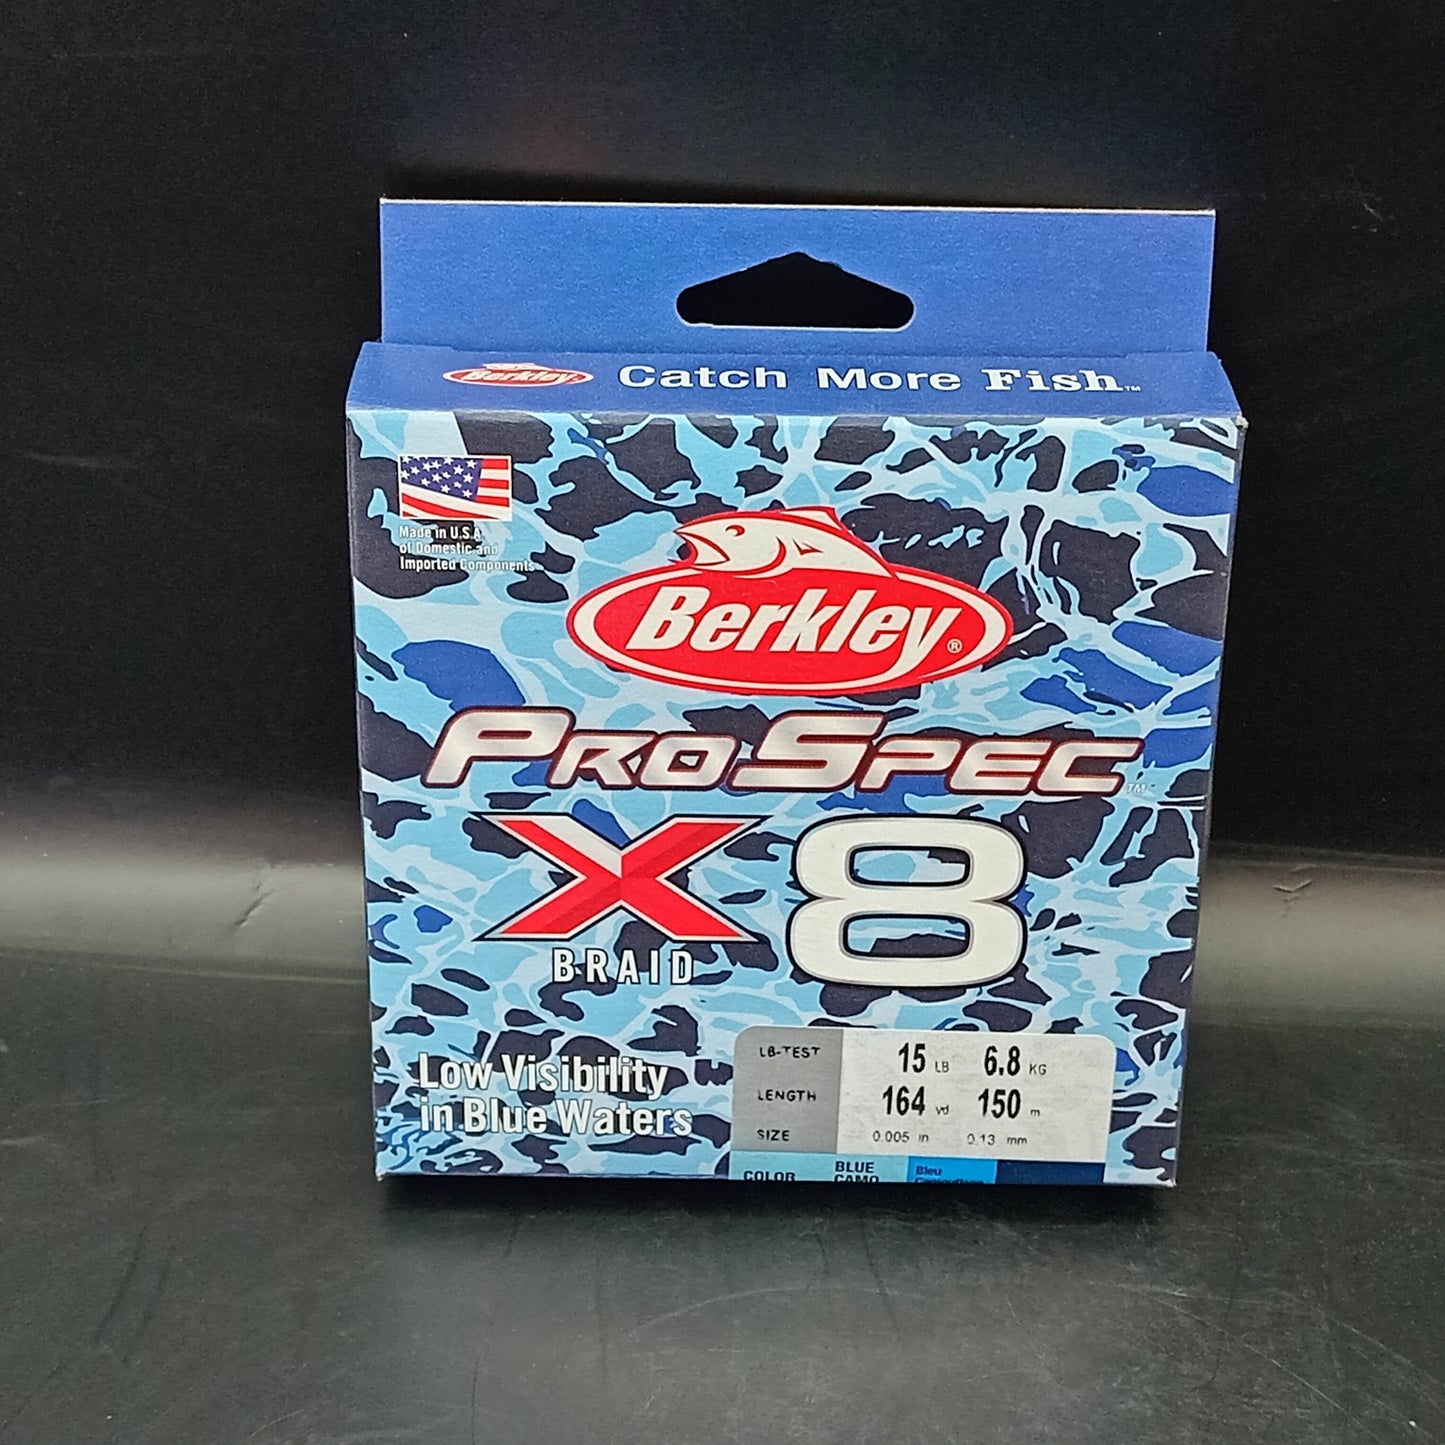 Berkley® Catch More Fish™
Made in U.S.A.
of Domestic and
Imported Components
Berkley®
PROSPEC™
X8
BRAID
Low Visibility
in Blue Waters
LB-TEST 15 LB 6.8 KG
LENGTH 164 yd 150 m
SIZE 0.005 in 0.13 mm
COLOR BLUE CAMO Bleu Camouflage